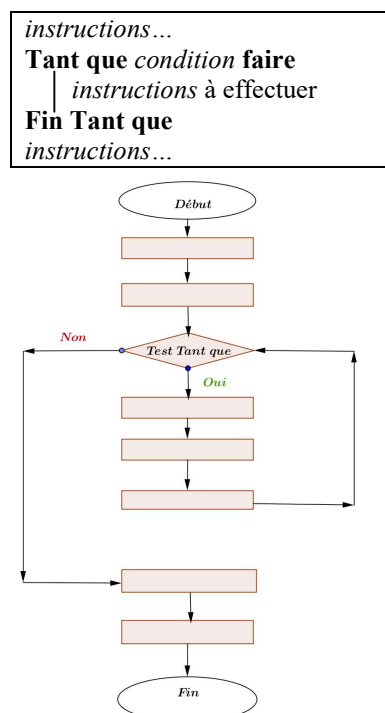 instructions…
Tant que condition faire
instructions à effectuer
Fin Tant que
instructions…
Début
Non
Test Tant que
Oui
Fin